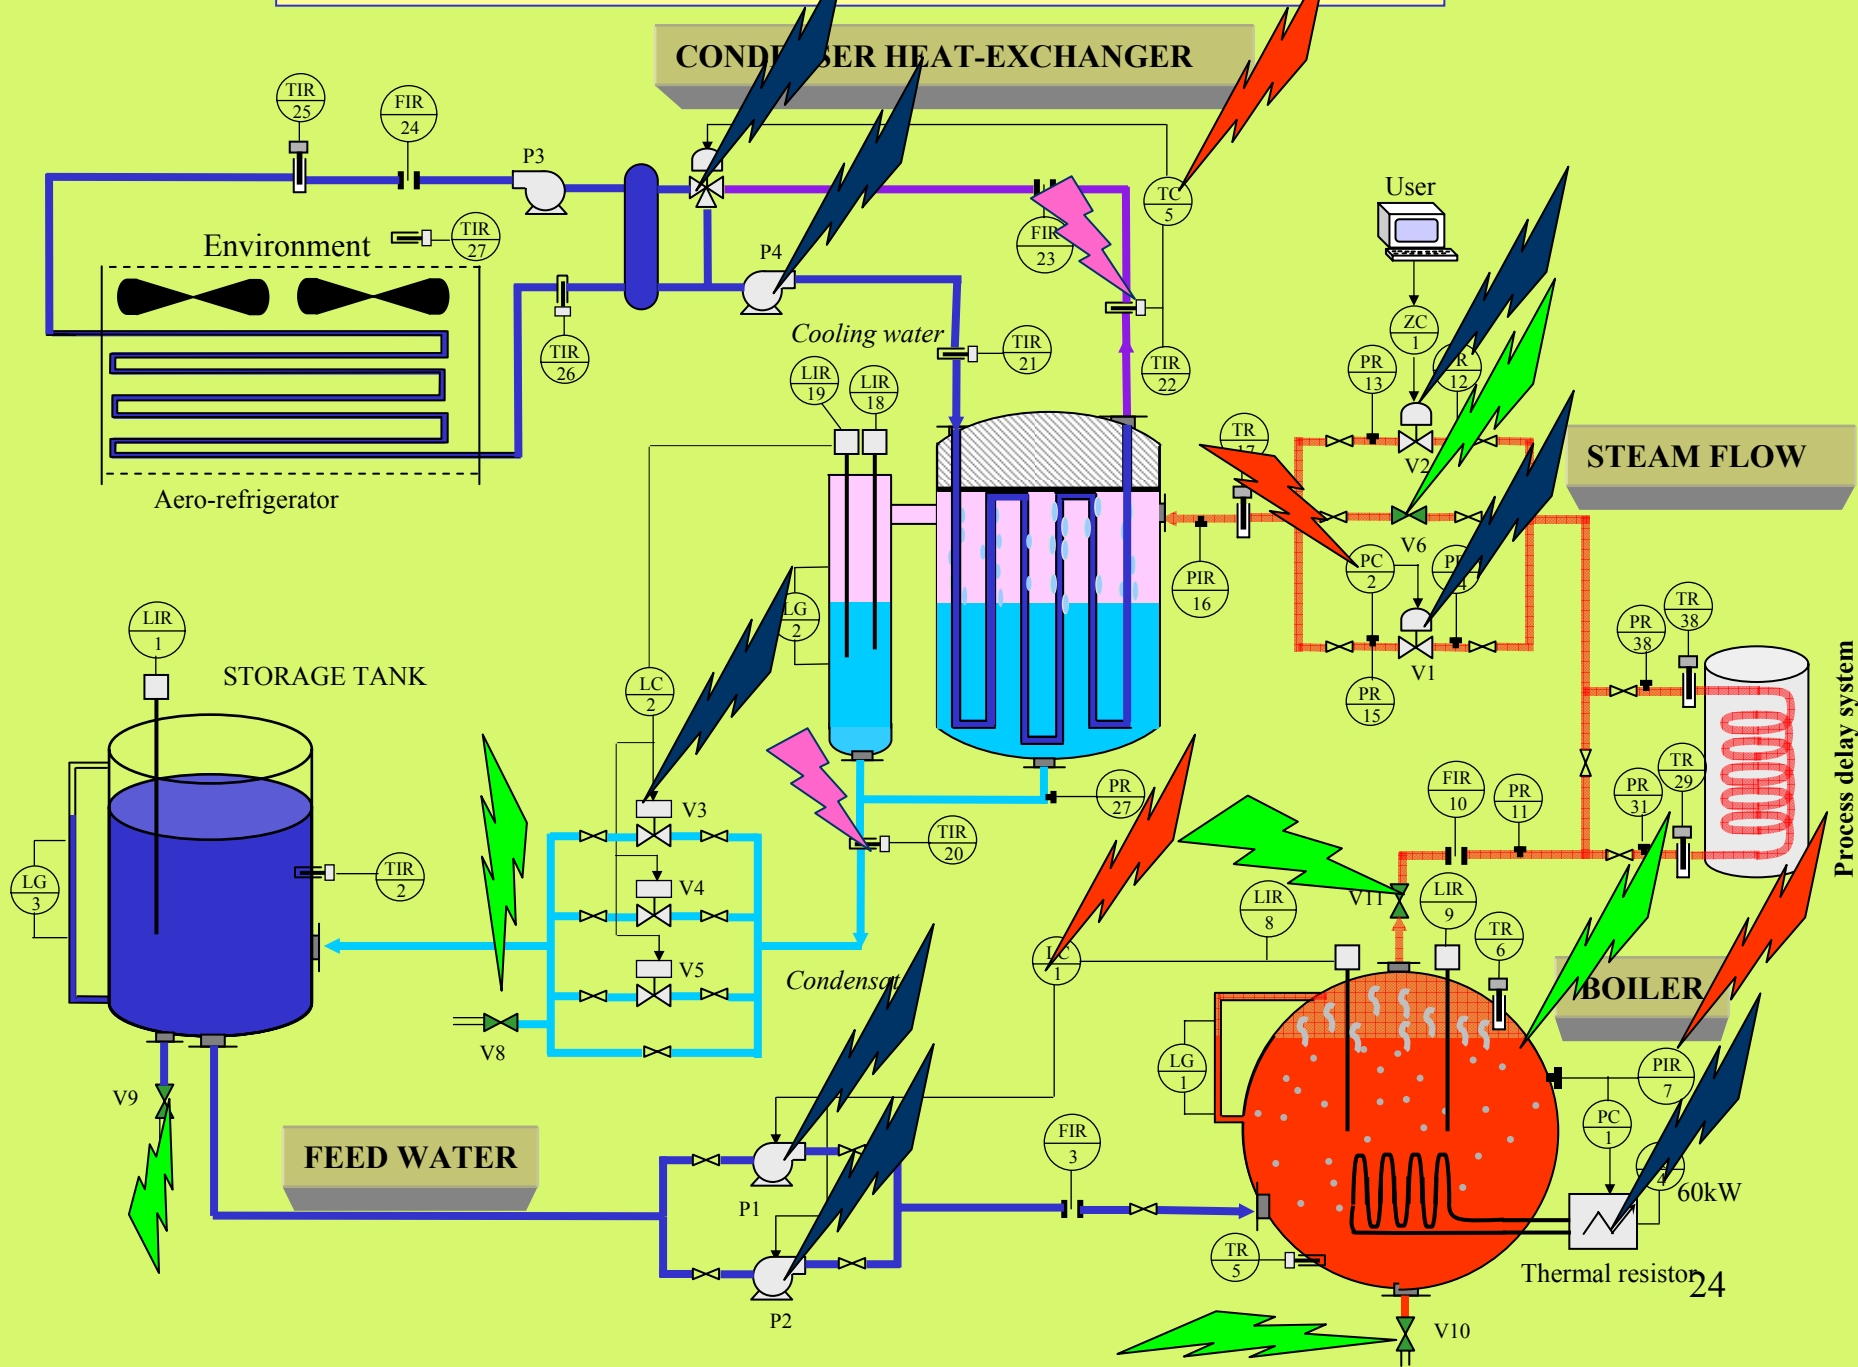 CONDENSER HEAT-EXCHANGER
TIR
25
FIR
24
P3
TIR
27
Environment
TIR
26
Aero-refrigerator
P4
Cooling water
TIR
21
FIR
23
TC
5
TIR
22
User
ZC
1
PR
13
12
V2
TR
17
STEAM FLOW
V6
PC
2
PIR
16
V1
PR
15
LIR
19
LIR
18
LG
2
LIR
1
STORAGE TANK
LG
3
TIR
2
LC
2
V3
V4
V5
V8
V9
PR
27
TIR
20
Condensat
PR
38
TR
38
TR
29
PR
31
Process delay system
FIR
10
PR
11
V11
LIR
8
LIR
9
TR
6
LC
1
BOILER
LG
1
PIR
7
PC
1
4
60kW
Thermal resistor
24
FEED WATER
P1
P2
FIR
3
TR
5
V10